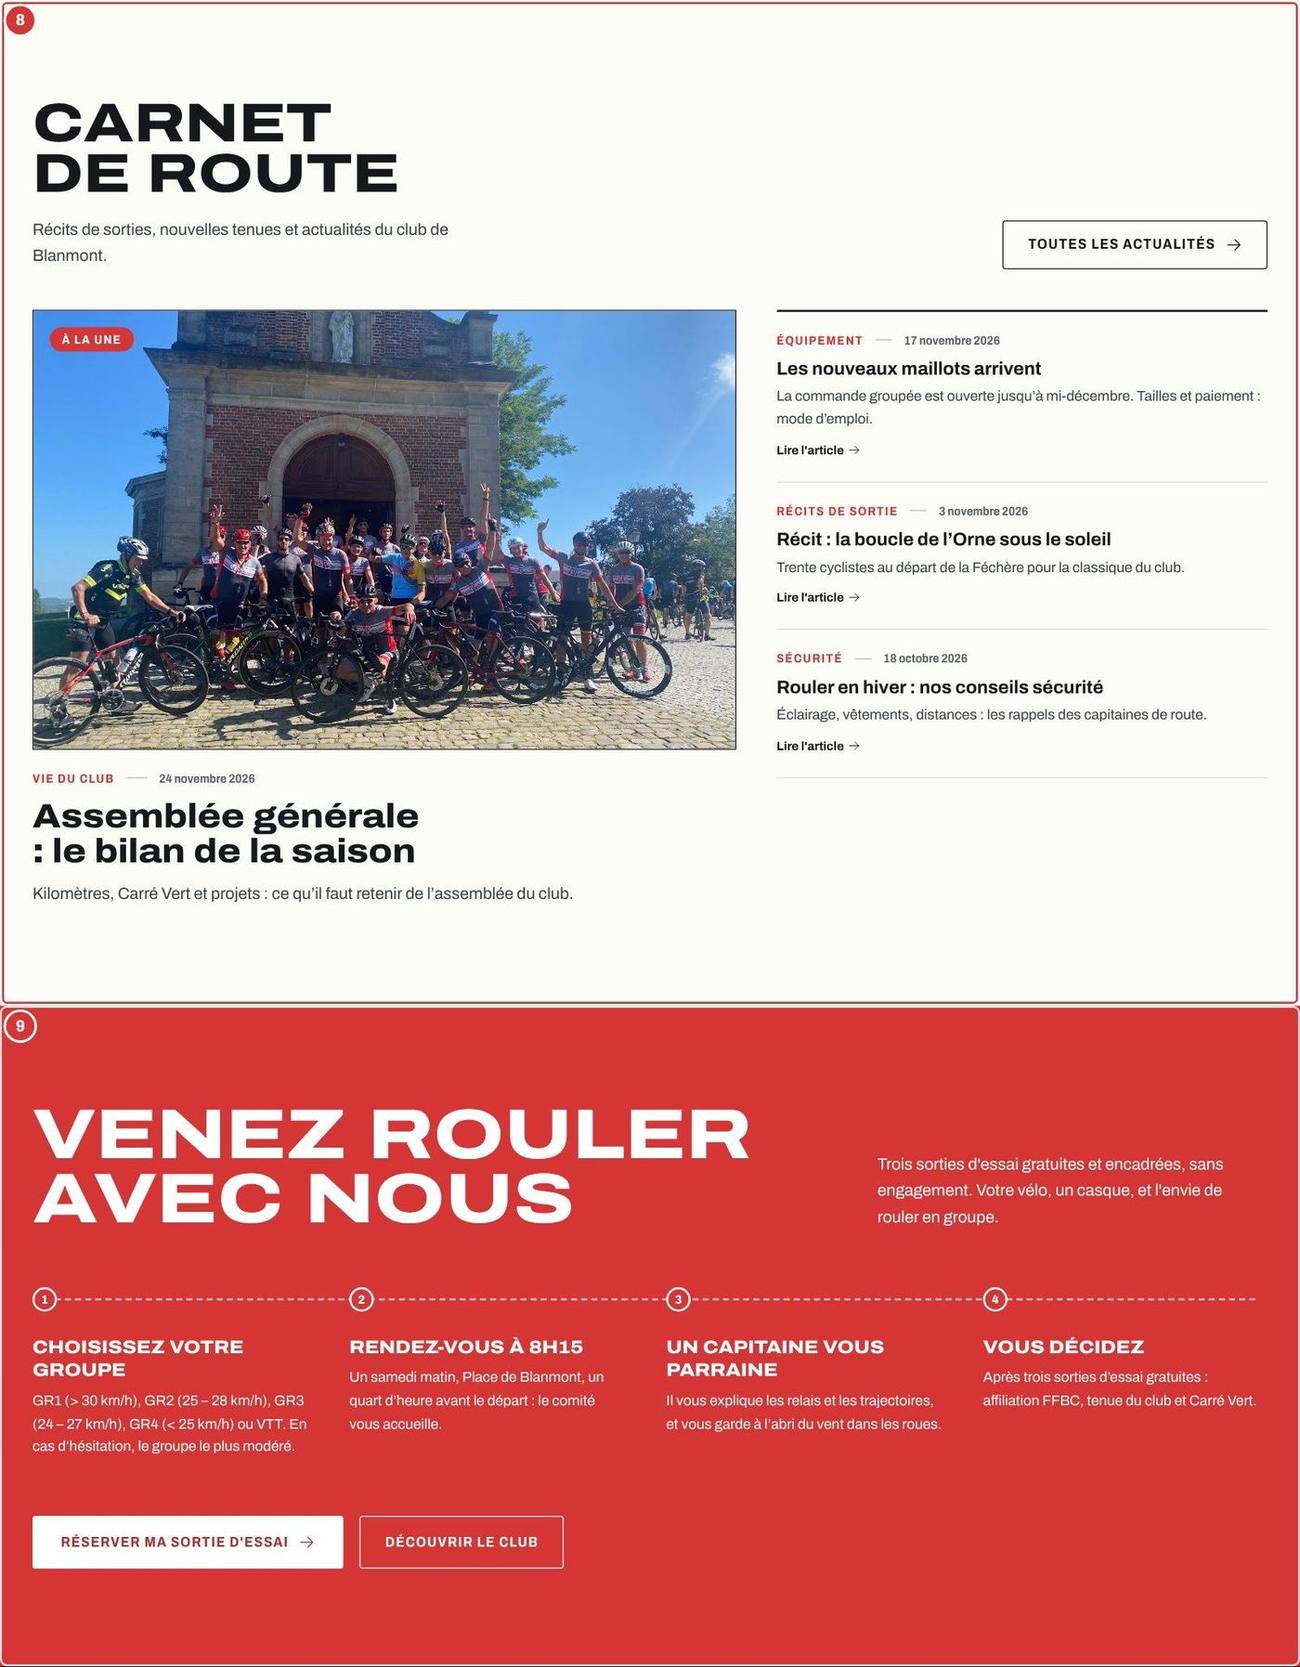 8
CARNET
DE ROUTE
Récits de sorties, nouvelles tenues et actualités du club de
Blanmont.
TOUTES LES ACTUALITÉS →
À LA UNE
VIE DU CLUB — 24 novembre 2026
Assemblée générale
: le bilan de la saison
Kilomètres, Carré Vert et projets : ce qu’il faut retenir de l’assemblée du club.
ÉQUIPEMENT — 17 novembre 2026
Les nouveaux maillots arrivent
La commande groupée est ouverte jusqu’à mi-décembre. Tailles et paiement :
mode d’emploi.
Lire l'article →
RÉCITS DE SORTIE — 3 novembre 2026
Récit : la boucle de l’Orne sous le soleil
Trente cyclistes au départ de la Féchère pour la classique du club.
Lire l'article →
SÉCURITÉ — 18 octobre 2026
Rouler en hiver : nos conseils sécurité
Éclairage, vêtements, distances : les rappels des capitaines de route.
Lire l'article →
9
VENEZ ROULER
AVEC NOUS
Trois sorties d'essai gratuites et encadrées, sans
engagement. Votre vélo, un casque, et l'envie de
rouler en groupe.
1
CHOISISSEZ VOTRE
GROUPE
GR1 (> 30 km/h), GR2 (25 – 28 km/h), GR3
(24 – 27 km/h), GR4 (< 25 km/h) ou VTT. En
cas d’hésitation, le groupe le plus modéré.
2
RENDEZ-VOUS À 8H15
Un samedi matin, Place de Blanmont, un
quart d’heure avant le départ : le comité
vous accueille.
3
UN CAPITAINE VOUS
PARRAINE
Il vous explique les relais et les trajectoires,
et vous garde à l’abri du vent dans les roues.
4
VOUS DÉCIDEZ
Après trois sorties d’essai gratuites :
affiliation FFBC, tenue du club et Carré Vert.
RÉSERVER MA SORTIE D'ESSAI →
DÉCOUVRIR LE CLUB